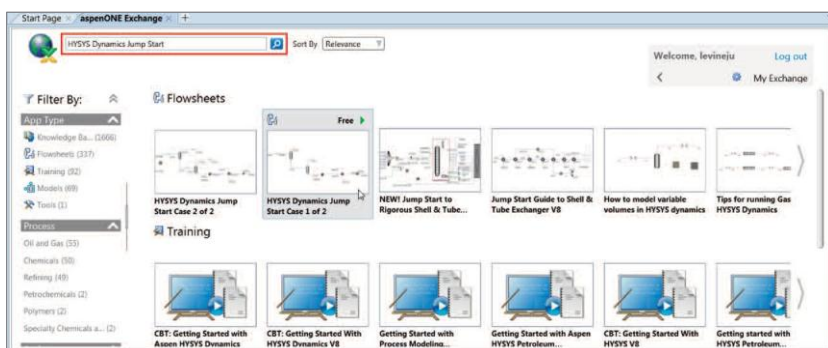 Start Page × aspenONE Exchange × +
HYSYS Dynamics Jump Start
Sort By Relevance
Welcome, levineju Log out
My Exchange
Filter By:
App Type
Knowledge Ba... (1666)
Flowsheets (337)
Training (92)
Models (69)
Tools (1)
Process
Oil and Gas (55)
Chemicals (50)
Refining (49)
Petrochemicals (2)
Polymers (2)
Specialty Chemicals a... (2)
Flowsheets
Free
HYSYS Dynamics Jump
Start Case 2 of 2
HYSYS Dynamics Jump
Start Case 1 of 2
NEW! Jump Start to
Rigorous Shell & Tube...
Jump Start Guide to Shell &
Tube Exchanger V8
How to model variable
volumes in HYSYS dynamics
Tips for running Gas
HYSYS Dynamics
Training
CBT: Getting Started with
Aspen HYSYS Dynamics
CBT: Getting Started With
HYSYS Dynamics V8
Getting Started with
Process Modeling...
Getting Started with Aspen
HYSYS Petroleum...
CBT: Getting Started With
HYSYS V8
Getting started with
HYSYS Petroleum...